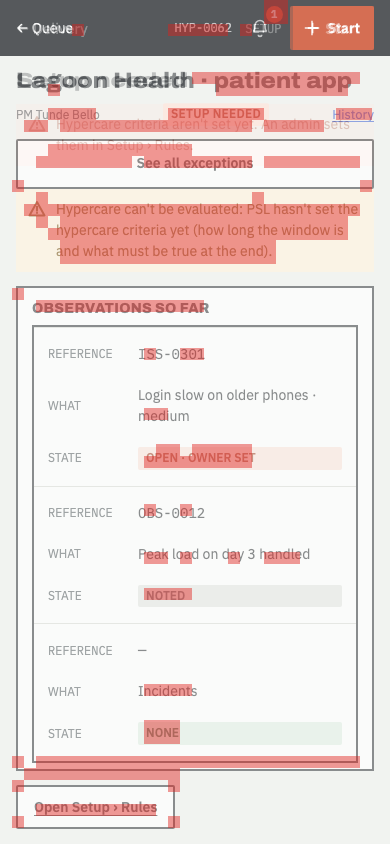 ← Queue
HYP-0062
SETUP
1
+ Start
Lagoon Health · patient app
PM Tunde Bello
SETUP NEEDED
History
Hypercare criteria aren't set yet. An admin sets
them in Setup › Rules.
See all exceptions
Hypercare can't be evaluated: PSL hasn't set the
hypercare criteria yet (how long the window is
and what must be true at the end).
OBSERVATIONS SO FAR
REFERENCE ISS-0301
WHAT Login slow on older phones ·
medium
STATE OPEN · OWNER SET
REFERENCE OBS-0012
WHAT Peak load on day 3 handled
STATE NOTED
REFERENCE —
WHAT Incidents
STATE NONE
Open Setup › Rules